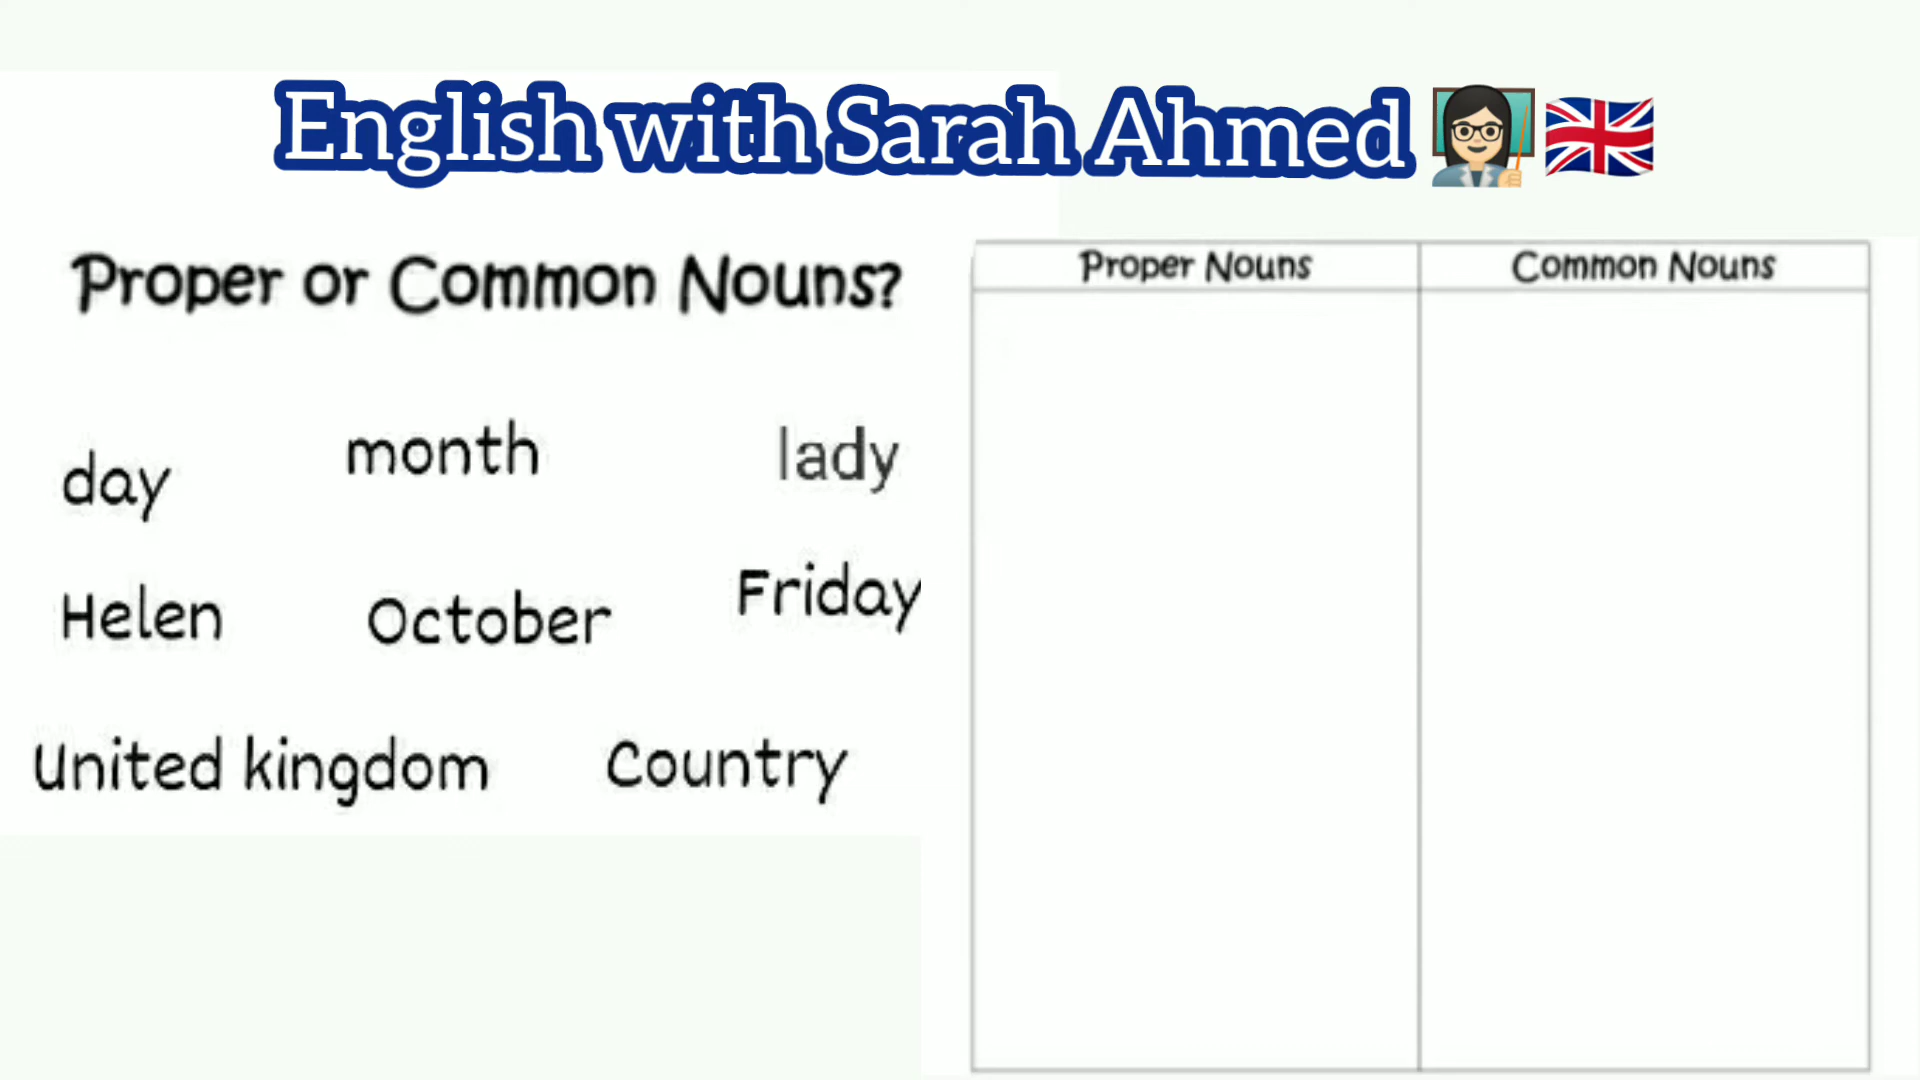 English with Sarah Ahmed
Proper or Common Nouns?
day month lady
Helen October Friday
United kingdom Country
Proper Nouns Common Nouns